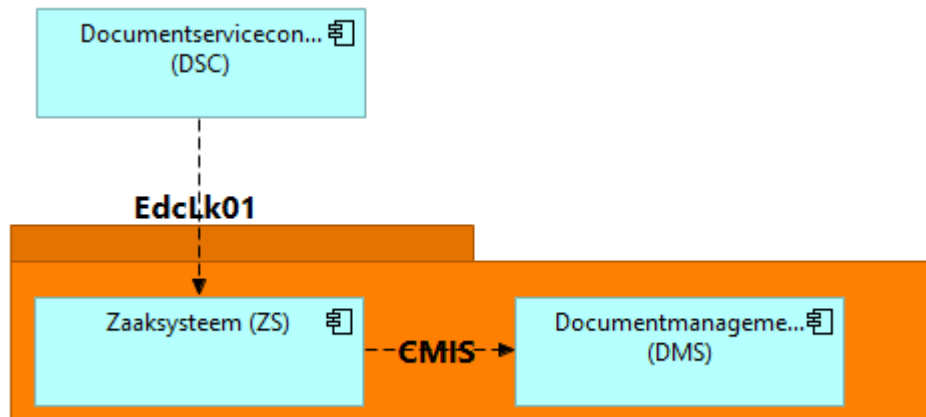 Documentservicecon...
(DSC)
EdcLk01
Zaaksysteem (ZS)
CMIS
Documentmanageme...
(DMS)